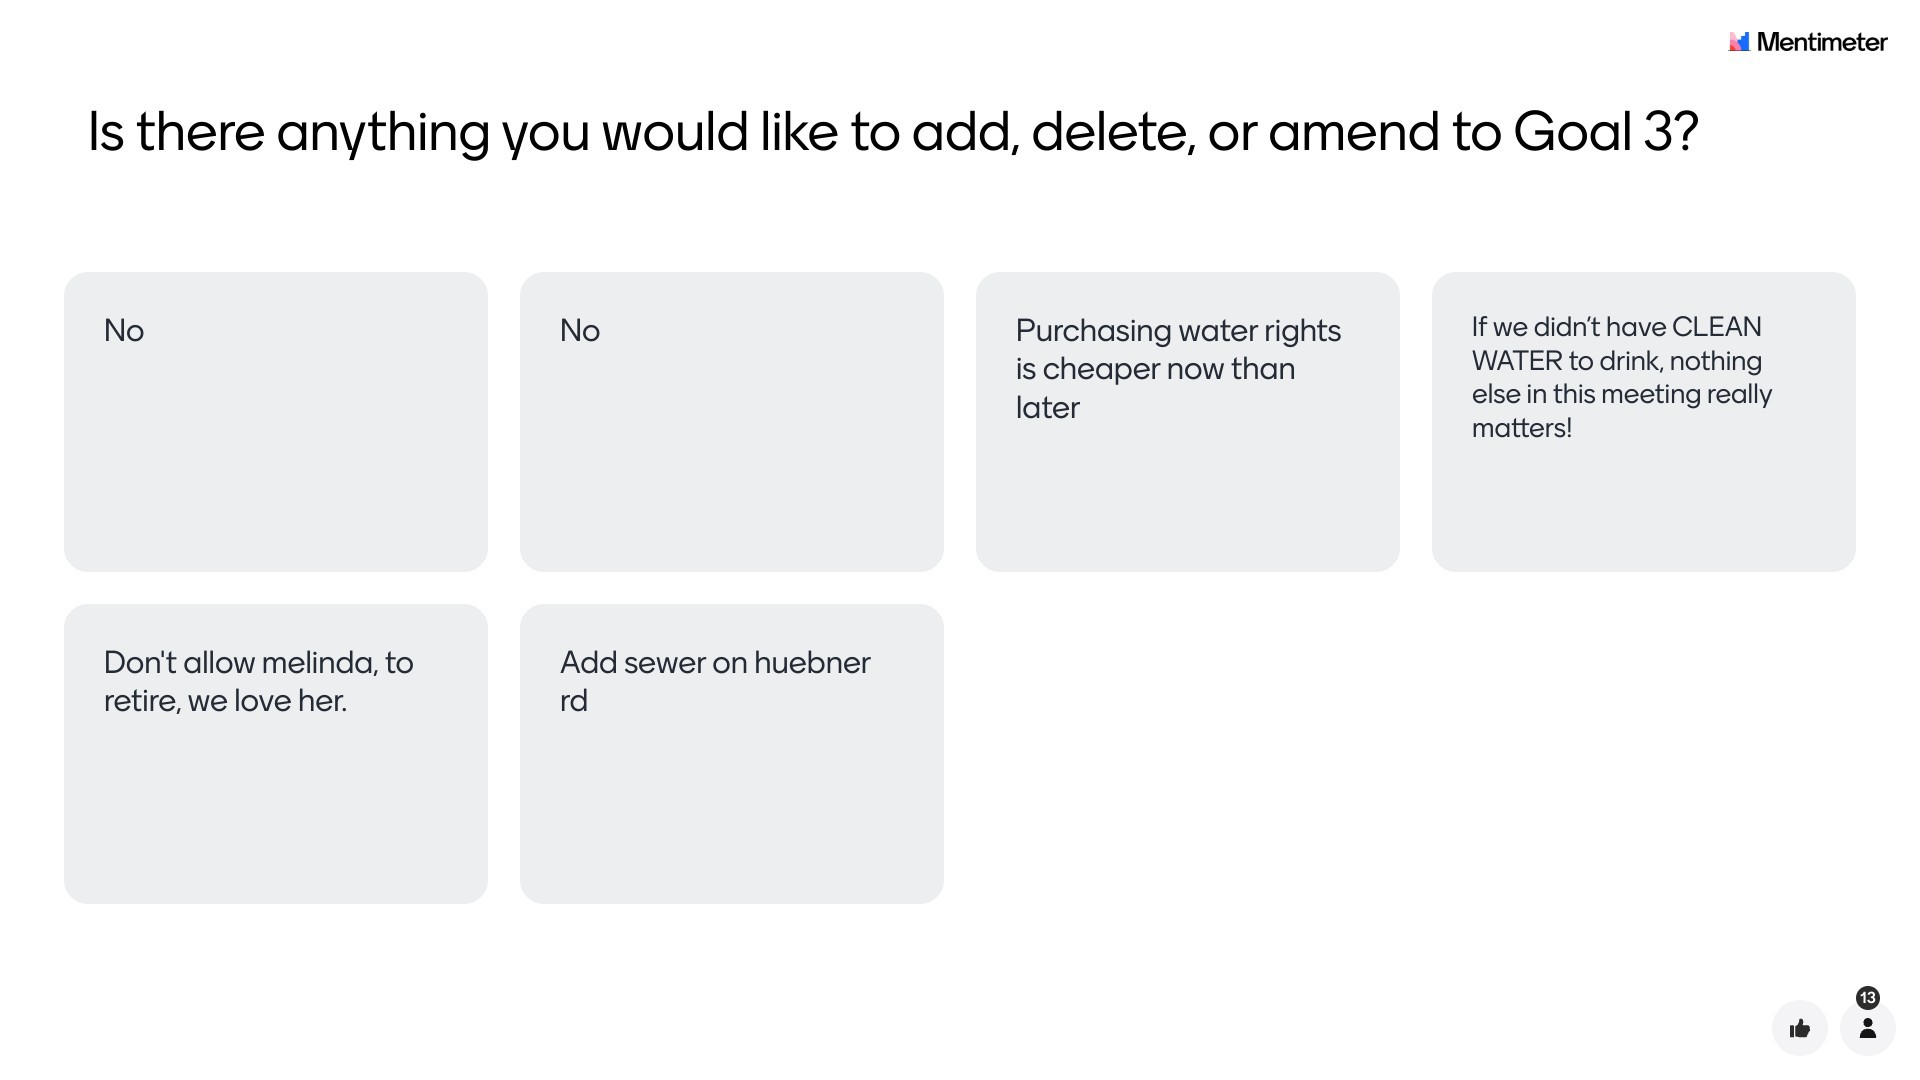 Mentimeter
Is there anything you would like to add, delete, or amend to Goal 3?
No
No
Purchasing water rights
is cheaper now than
later
If we didn’t have CLEAN
WATER to drink, nothing
else in this meeting really
matters!
Don't allow melinda, to
retire, we love her.
Add sewer on huebner
rd
13